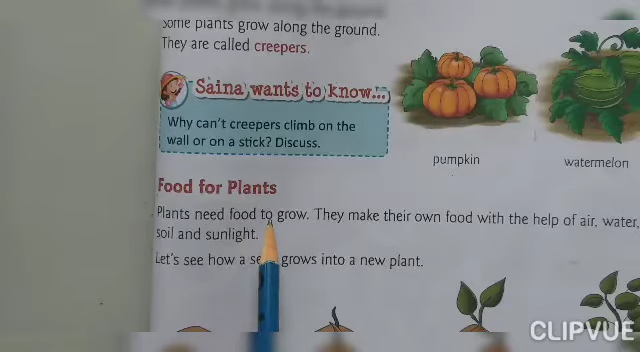 some plants grow along the ground.
They are called creepers.
Saina wants to know...
Why can't creepers climb on the
wall or on a stick? Discuss.
pumpkin
watermelon
Food for Plants
Plants need food to grow. They make their own food with the help of air, water,
soil and sunlight.
Let's see how a se grows into a new plant.
CLIPVUE